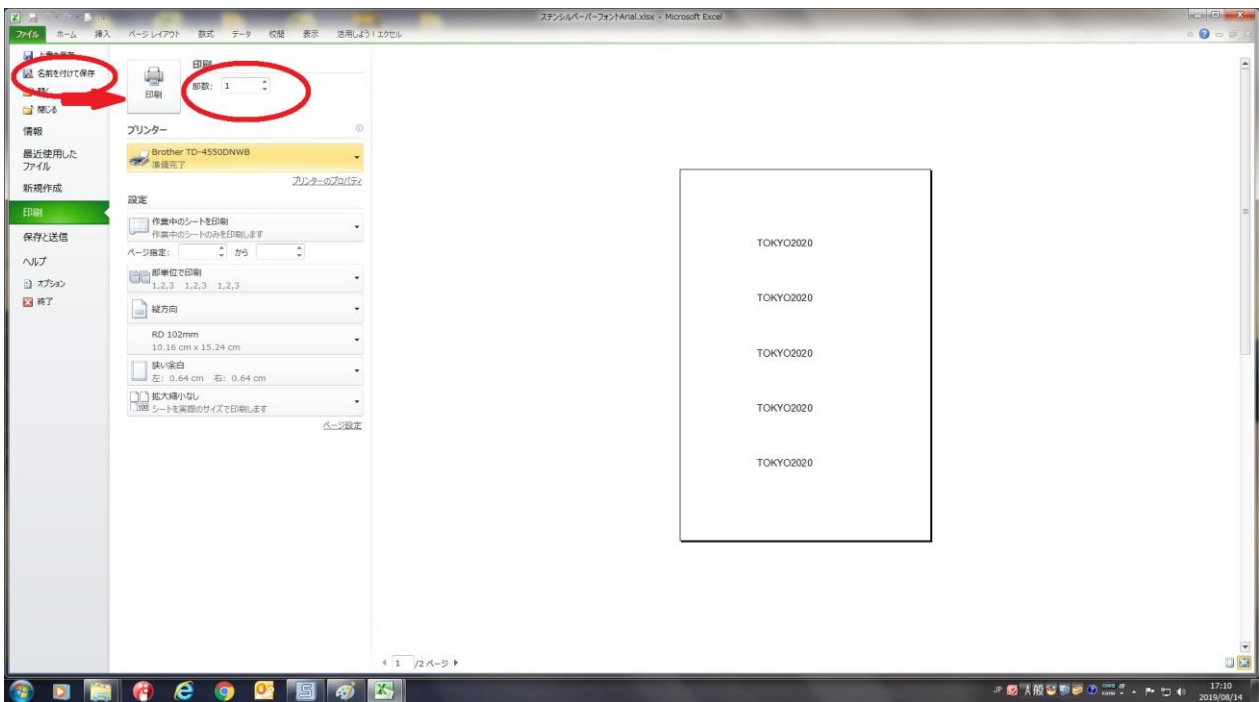 ステンシルペーパーフォントArial.xlsx - Microsoft Excel
ファイル ホーム 挿入 ページ レイアウト 数式 データ 校閲 表示 活用しよう！エクセル
名前を付けて保存
閉じる
情報
最近使用した
ファイル
新規作成
印刷
保存と送信
ヘルプ
オプション
終了
印刷
印刷
部数: 1
プリンター
Brother TD-4550DNWB
準備完了
プリンターのプロパティ
設定
作業中のシートを印刷
作業中のシートのみを印刷します
ページ指定: から
部単位で印刷
1,2,3 1,2,3 1,2,3
縦方向
RD 102mm
10.16 cm x 15.24 cm
狭い余白
左: 0.64 cm 右: 0.64 cm
拡大縮小なし
シートを実際のサイズで印刷します
ページ設定
TOKYO2020
TOKYO2020
TOKYO2020
TOKYO2020
TOKYO2020
1 /2 ページ
JP A 般 CAPS KANA
17:10
2019/08/14